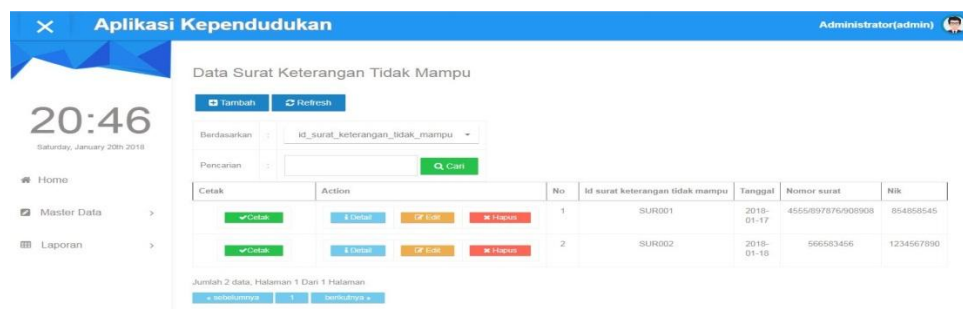 Aplikasi Kependudukan
Administrator(admin)
20:46
Saturday, January 20th 2018
Home
Master Data
Laporan
Data Surat Keterangan Tidak Mampu
Tambah Refresh
Berdasarkan : id_surat_keterangan_tidak_mampu
Pencarian : Cari
Cetak Action No Id surat keterangan tidak mampu Tanggal Nomor surat Nik
Cetak Detail Edit Hapus 1 SUR001 2018-01-17 4555/897876/908908 854858545
Cetak Detail Edit Hapus 2 SUR002 2018-01-18 566583456 1234567890
Jumlah 2 data, Halaman 1 Dari 1 Halaman
« sebelumnya 1 berikutnya »